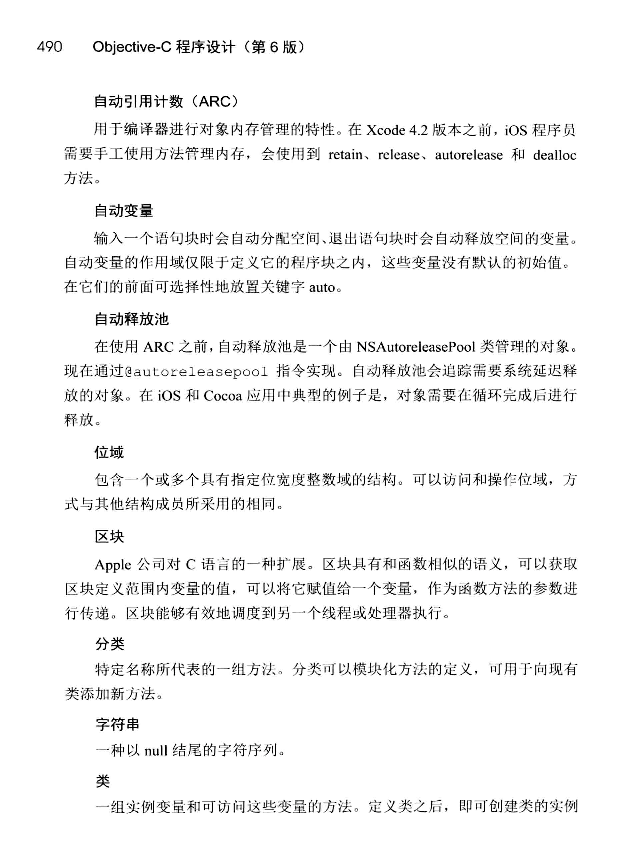 490 Objective-C 程序设计（第 6 版）
自动引用计数（ARC）
用于编译器进行对象内存管理的特性。在 Xcode 4.2 版本之前，iOS 程序员
需要手工使用方法管理内存，会使用到 retain、release、autorelease 和 dealloc
方法。
自动变量
输入一个语句块时会自动分配空间、退出语句块时会自动释放空间的变量。
自动变量的作用域仅限于定义它的程序块之内，这些变量没有默认的初始值。
在它们的前面可选择性地放置关键字 auto。
自动释放池
在使用 ARC 之前，自动释放池是一个由 NSAutoreleasePool 类管理的对象。
现在通过@autoreleasepool 指令实现。自动释放池会追踪需要系统延迟释
放的对象。在 iOS 和 Cocoa 应用中典型的例子是，对象需要在循环完成后进行
释放。
位域
包含一个或多个具有指定位宽度整数域的结构。可以访问和操作位域，方
式与其他结构成员所采用的相同。
区块
Apple 公司对 C 语言的一种扩展。区块具有和函数相似的语义，可以获取
区块定义范围内变量的值，可以将它赋值给一个变量，作为函数方法的参数进
行传递。区块能够有效地调度到另一个线程或处理器执行。
分类
特定名称所代表的一组方法。分类可以模块化方法的定义，可用于向现有
类添加新方法。
字符串
一种以 null 结尾的字符序列。
类
一组实例变量和可访问这些变量的方法。定义类之后，即可创建类的实例